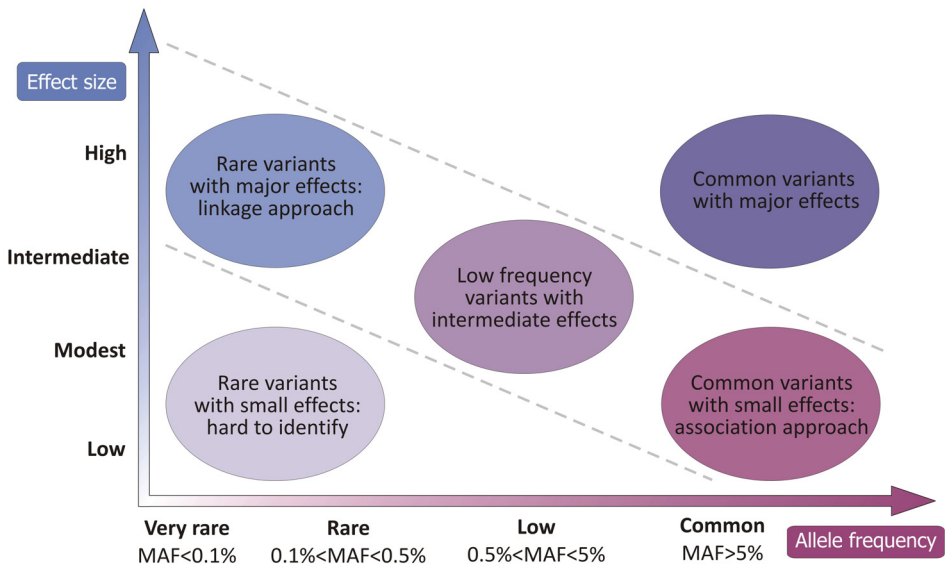 Effect size
High
Intermediate
Modest
Low
Rare variants
with major effects:
linkage approach
Common variants
with major effects
Low frequency
variants with
intermediate effects
Rare variants
with small effects:
hard to identify
Common variants
with small effects:
association approach
Very rare
MAF<0.1%
Rare
0.1%<MAF<0.5%
Low
0.5%<MAF<5%
Common
MAF>5%
Allele frequency